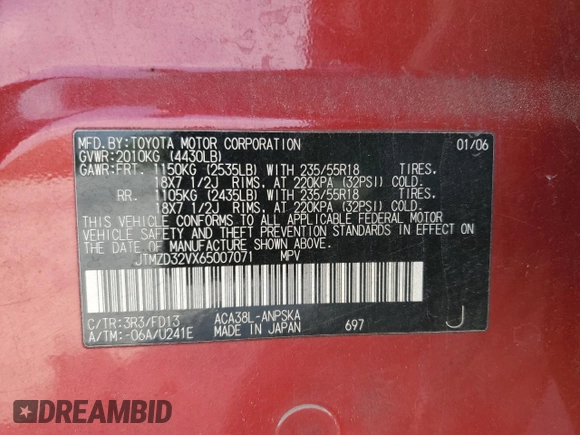 MFD.BY:TOYOTA MOTOR CORPORATION 01/06
GVWR:2010KG (4430LB)
GAWR:FRT. 1150KG (2535LB) WITH 235/55R18 TIRES.
18X7 1/2J RIMS. AT 220KPA (32PSI) COLD.
RR. 1105KG (2435LB) WITH 235/55R18 TIRES.
18X7 1/2J RIMS. AT 220KPA (32PSI) COLD.
THIS VEHICLE CONFORMS TO ALL APPLICABLE FEDERAL MOTOR
VEHICLE SAFETY AND THEFT PREVENTION STANDARDS IN EFFECT ON
THE DATE OF MANUFACTURE SHOWN ABOVE.
JTMZD32VX65007071 MPV
C/TR:3R3/FD13 ACA38L-ANPSKA
A/TM:-06A/U241E MADE IN JAPAN 697 J
DREAMBID